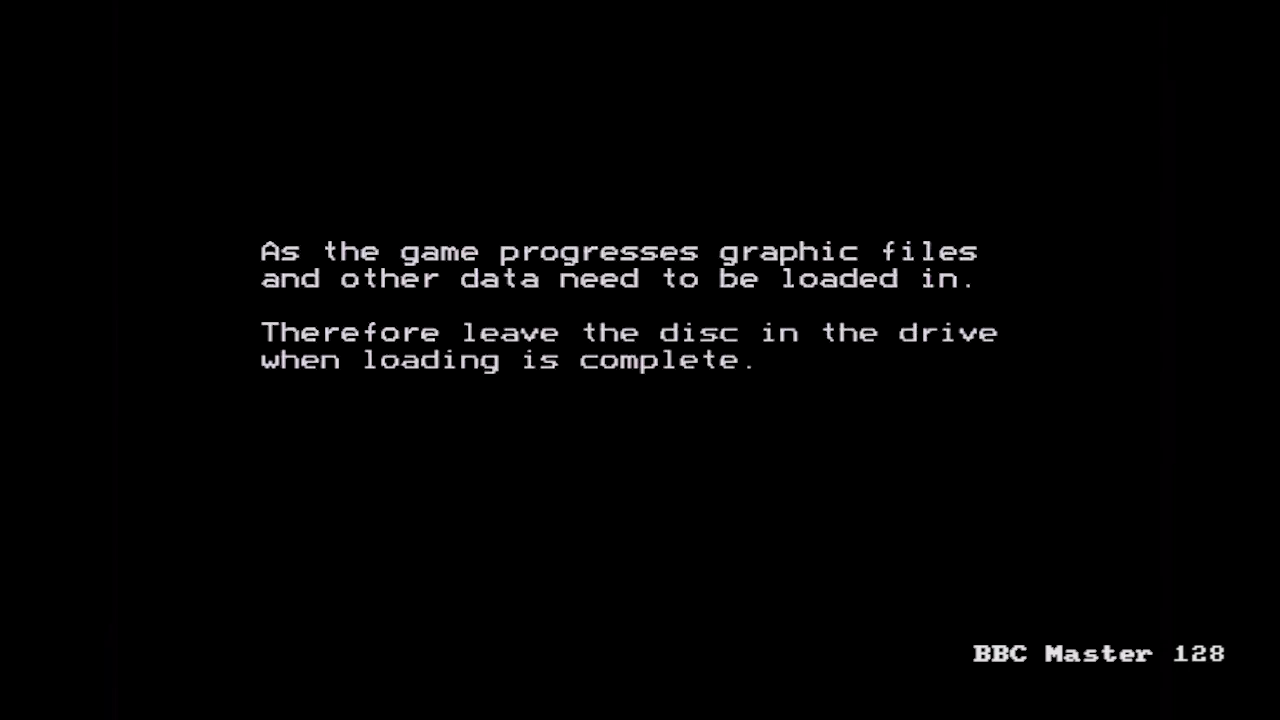 As the game progresses graphic files
and other data need to be loaded in.
Therefore leave the disc in the drive
when loading is complete.
BBC Master 128